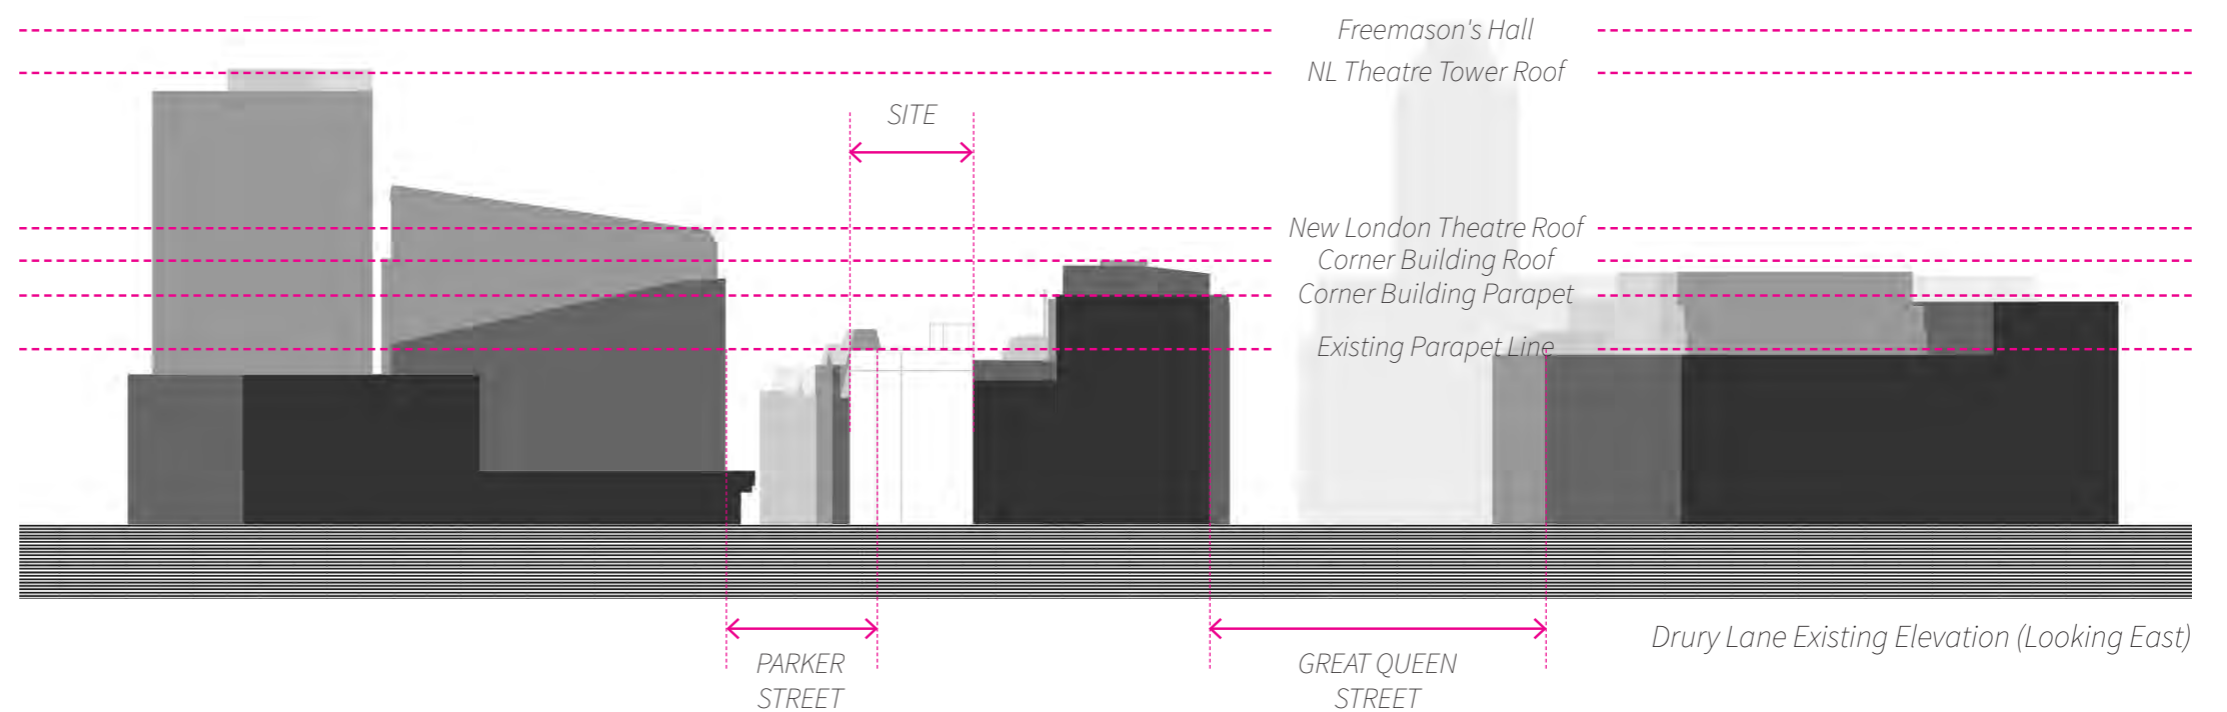 Freemason's Hall
NL Theatre Tower Roof
SITE
New London Theatre Roof
Corner Building Roof
Corner Building Parapet
Existing Parapet Line
Drury Lane Existing Elevation (Looking East)
PARKER
STREET
GREAT QUEEN
STREET